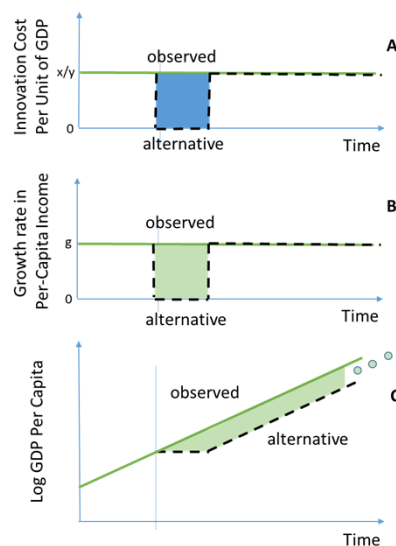 Innovation Cost
Per Unit of GDP
x/y
0
observed
alternative
Time
A
Growth rate in
Per-Capita Income
g
0
observed
alternative
Time
B
Log GDP Per Capita
observed
alternative
Time
C